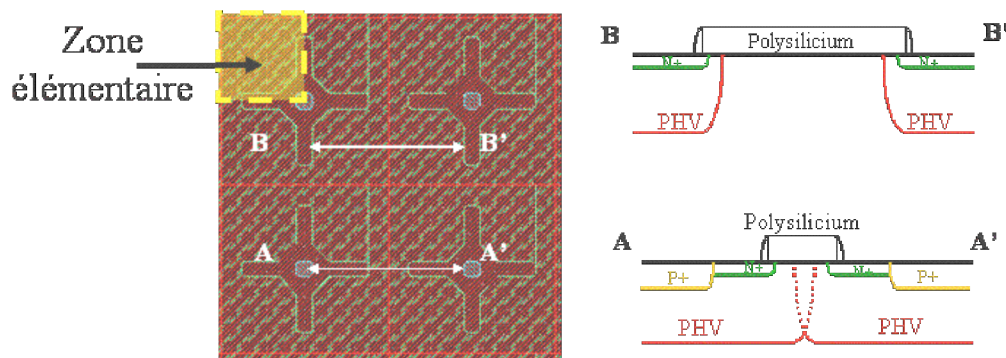 Zone
élémentaire
B
B'
A
A'
B
B'
Polysilicium
N+
N+
PHV
PHV
Polysilicium
A
A'
P+
N+
N+
P+
PHV
PHV